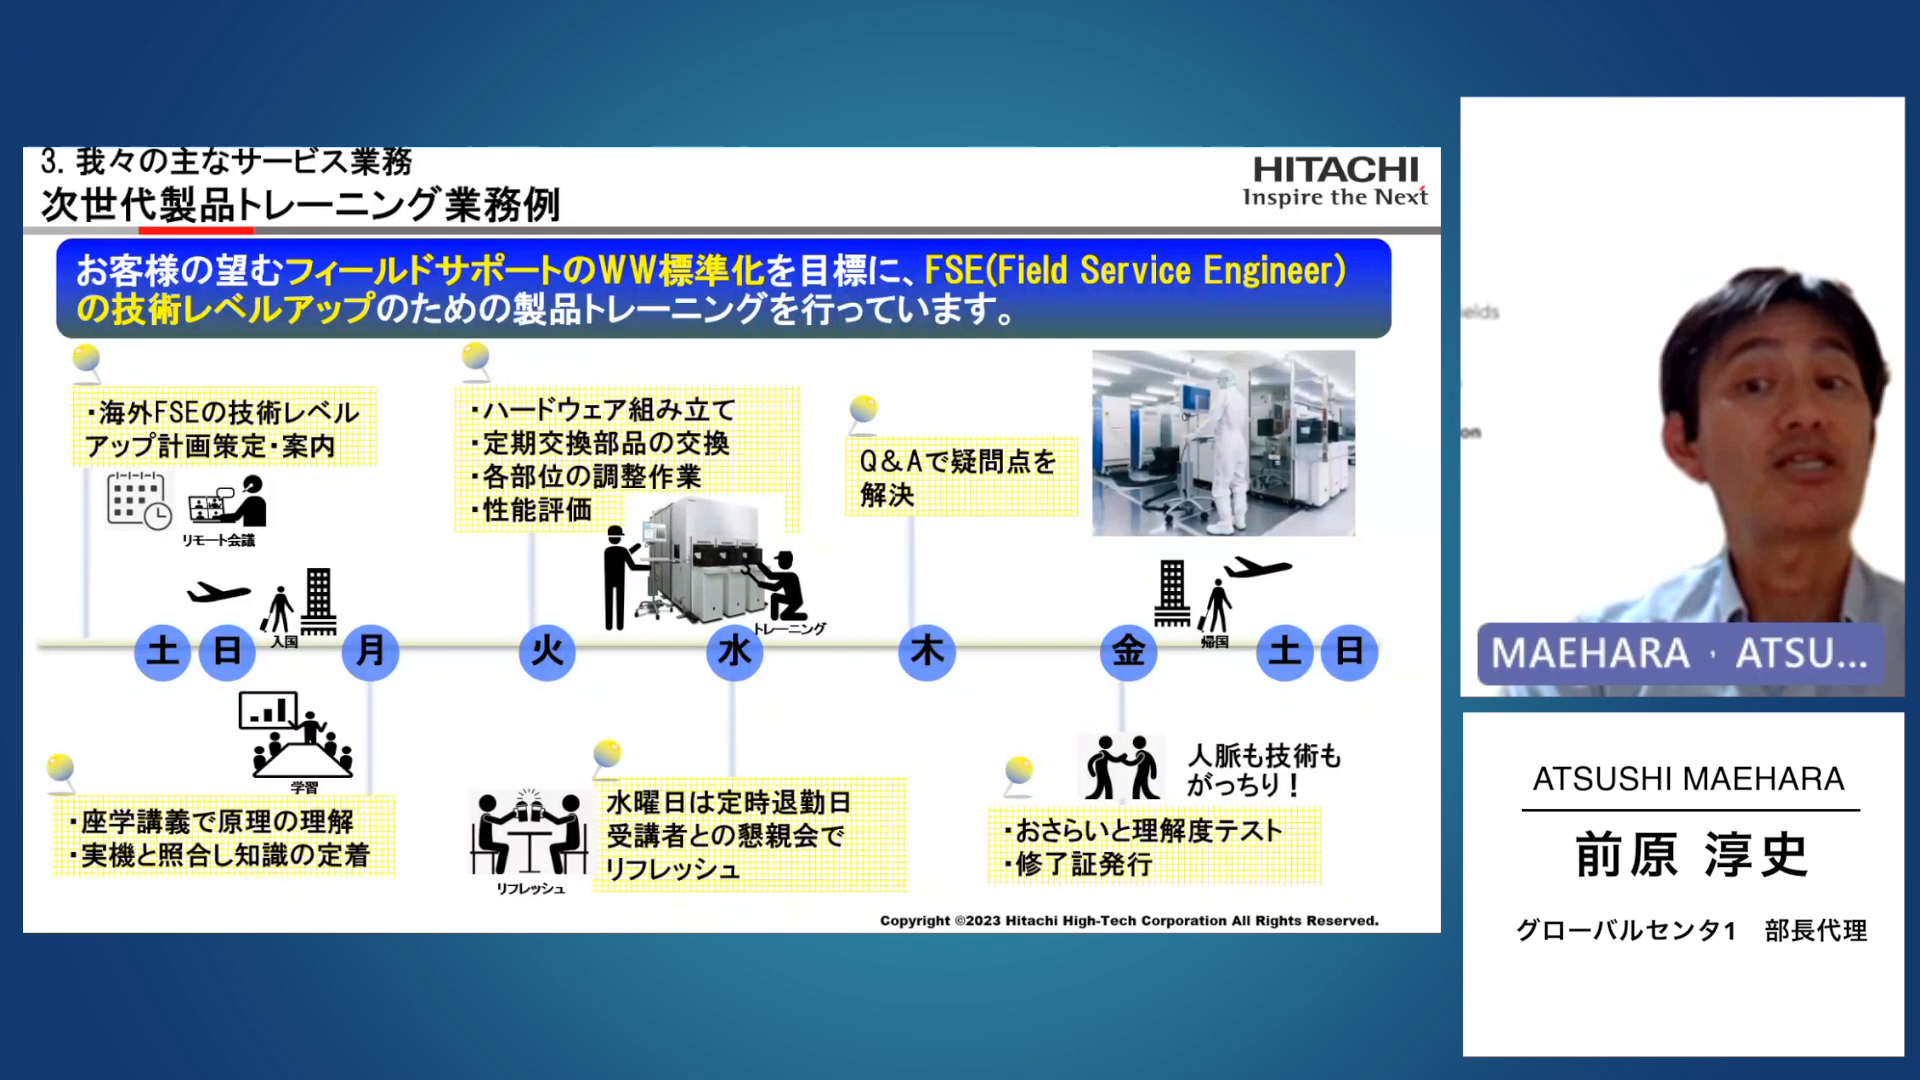 3. 我々の主なサービス業務
次世代製品トレーニング業務例
HITACHI
Inspire the Next
お客様の望むフィールドサポートのWW標準化を目標に、FSE(Field Service Engineer)
の技術レベルアップのための製品トレーニングを行っています。
・海外FSEの技術レベル
アップ計画策定・案内
リモート会議
・ハードウェア組み立て
・定期交換部品の交換
・各部位の調整作業
・性能評価
トレーニング
Q&Aで疑問点を
解決
入国
帰国
土 日 月 火 水 木 金 土 日
学習
・座学講義で原理の理解
・実機と照合し知識の定着
リフレッシュ
水曜日は定時退勤日
受講者との懇親会で
リフレッシュ
人脈も技術も
がっちり！
・おさらいと理解度テスト
・修了証発行
Copyright ©2023 Hitachi High-Tech Corporation All Rights Reserved.
ields
on
MAEHARA ・ ATSU...
ATSUSHI MAEHARA
前原 淳史
グローバルセンタ1　部長代理